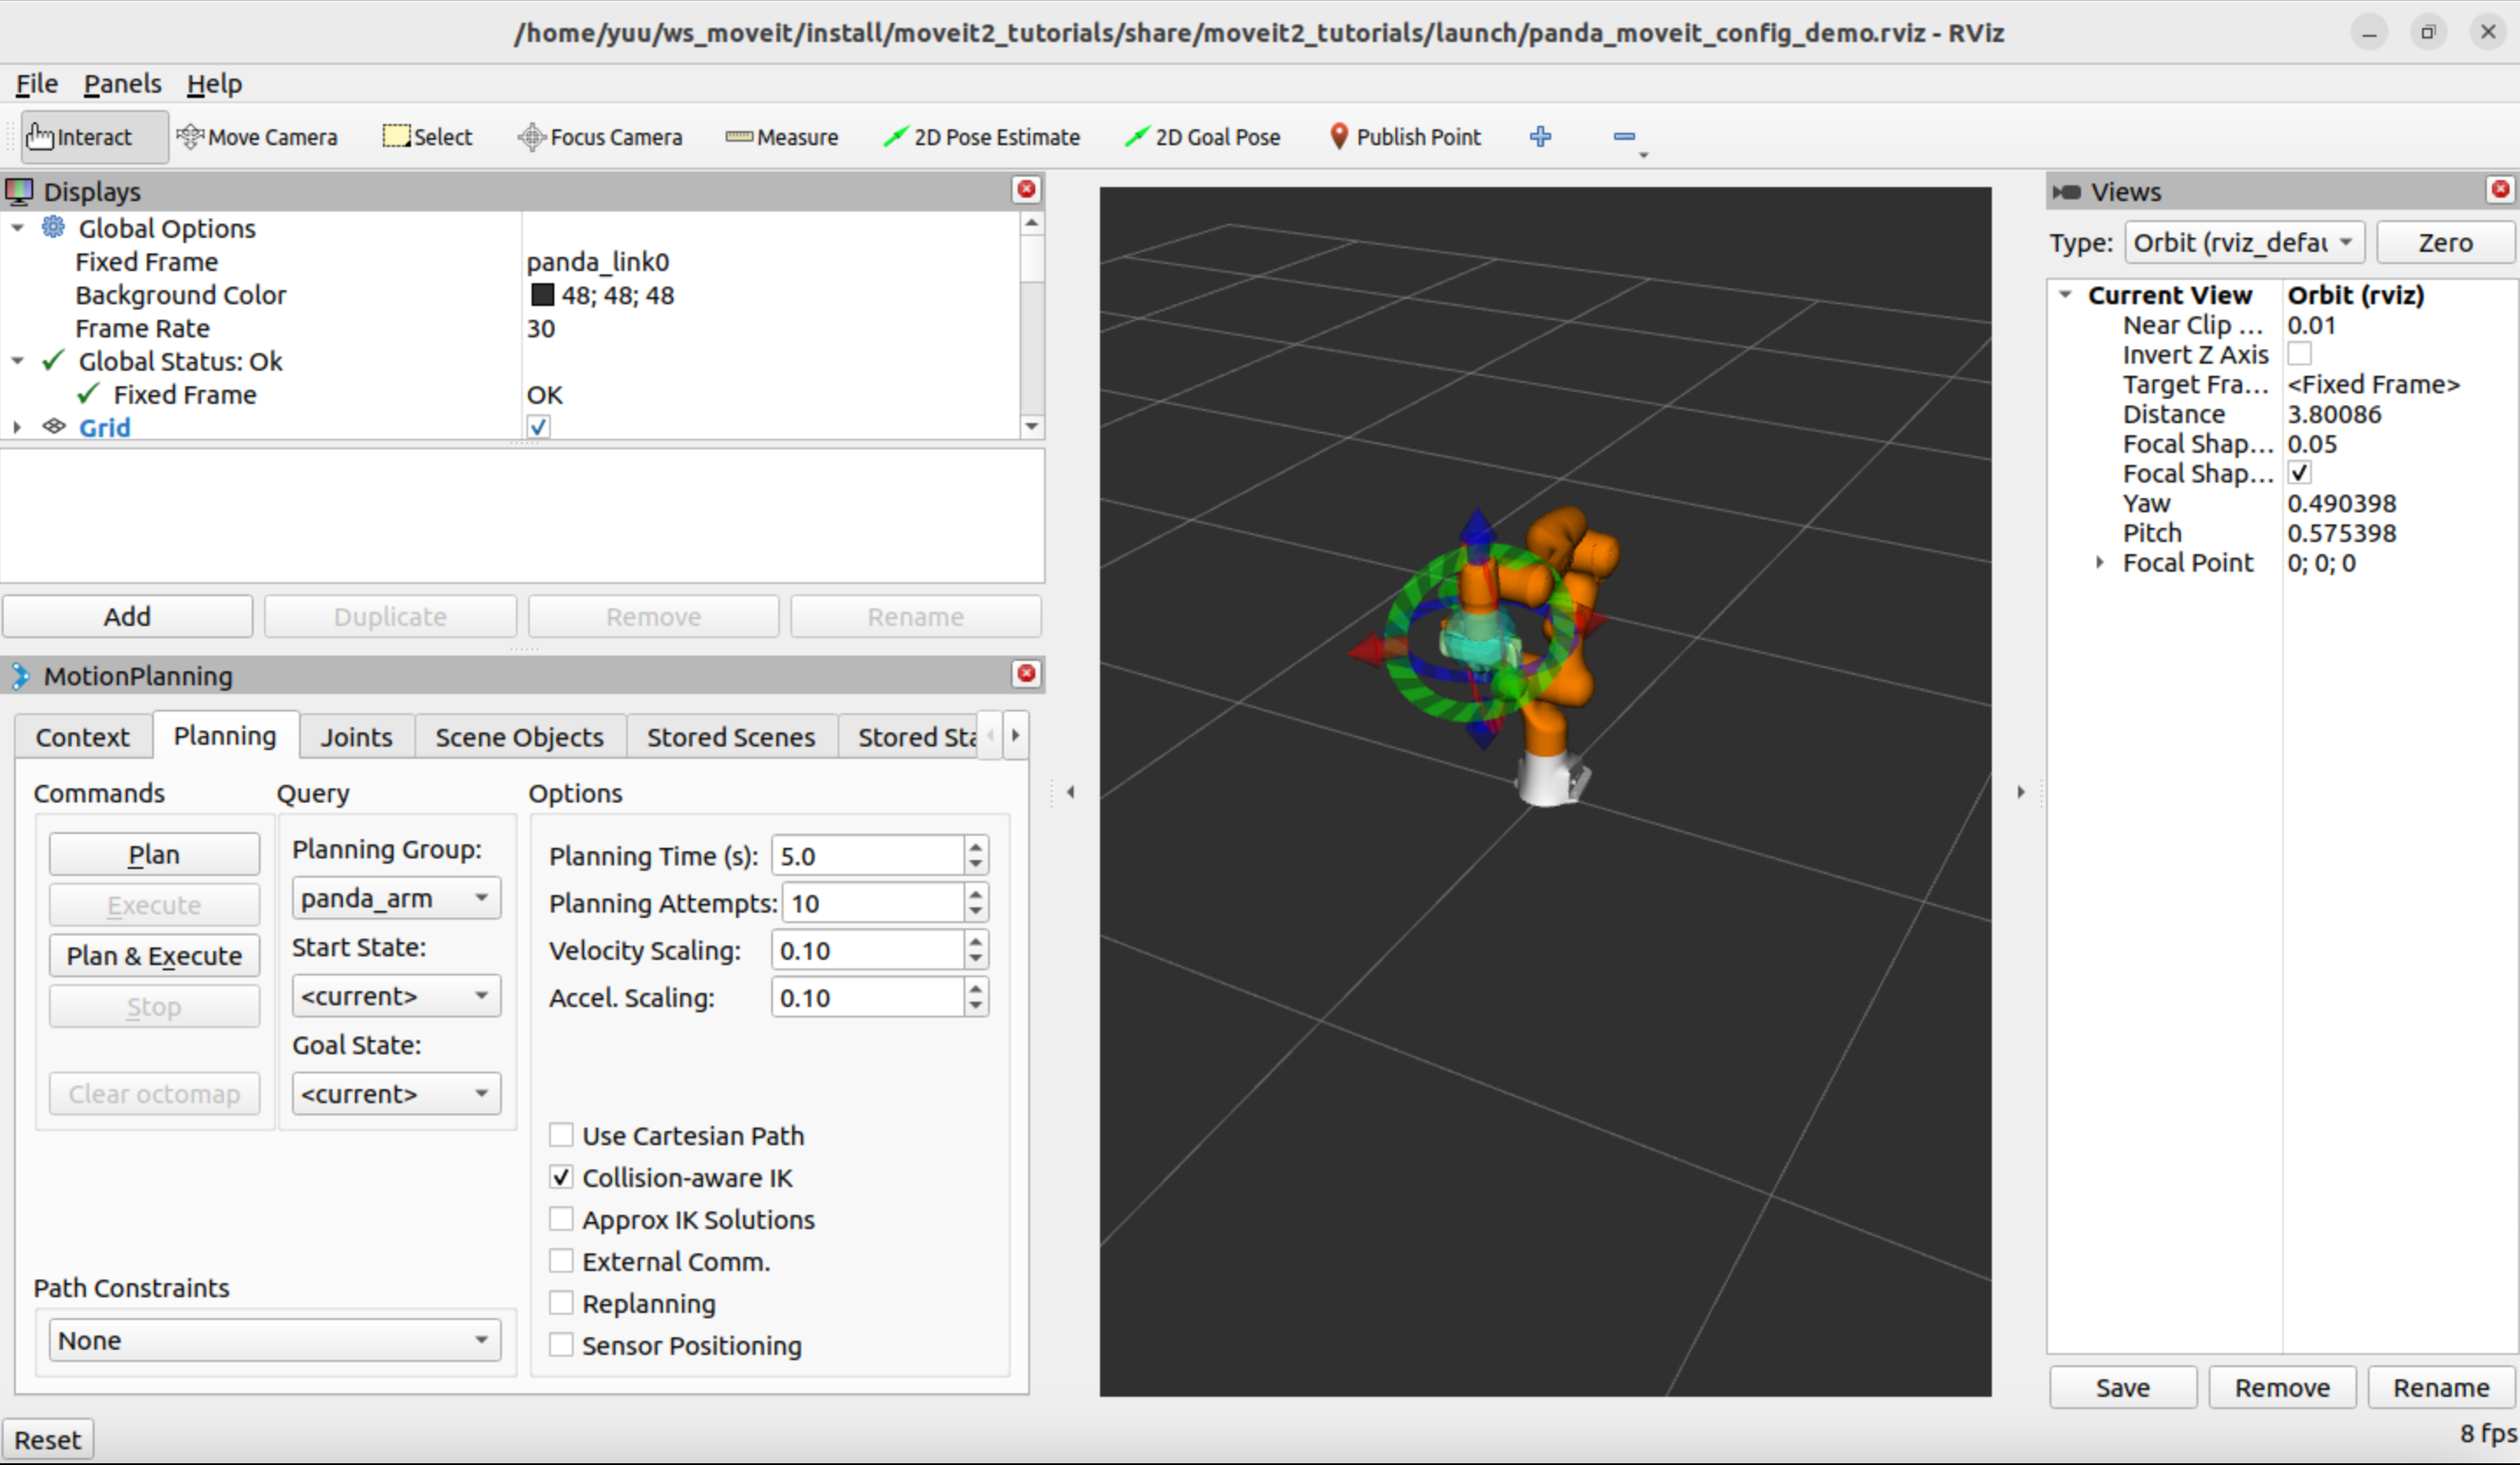 /home/yuu/ws_moveit/install/moveit2_tutorials/share/moveit2_tutorials/launch/panda_moveit_config_demo.rviz - RViz
File Panels Help
Interact Move Camera Select Focus Camera Measure 2D Pose Estimate 2D Goal Pose Publish Point
Displays
Global Options
Fixed Frame panda_link0
Background Color 48; 48; 48
Frame Rate 30
Global Status: Ok
Fixed Frame OK
Grid
Add Duplicate Remove Rename
MotionPlanning
Context Planning Joints Scene Objects Stored Scenes Stored Sta
Commands Query Options
Plan
Execute
Plan & Execute
Stop
Clear octomap
Planning Group:
panda_arm
Start State:
<current>
Goal State:
<current>
Path Constraints
None
Planning Time (s): 5.0
Planning Attempts: 10
Velocity Scaling: 0.10
Accel. Scaling: 0.10
Use Cartesian Path
Collision-aware IK
Approx IK Solutions
External Comm.
Replanning
Sensor Positioning
Reset
Views
Type: Orbit (rviz_defau Zero
Current View Orbit (rviz)
Near Clip ... 0.01
Invert Z Axis
Target Fra... <Fixed Frame>
Distance 3.80086
Focal Shap... 0.05
Focal Shap...
Yaw 0.490398
Pitch 0.575398
Focal Point 0; 0; 0
Save Remove Rename
8 fps